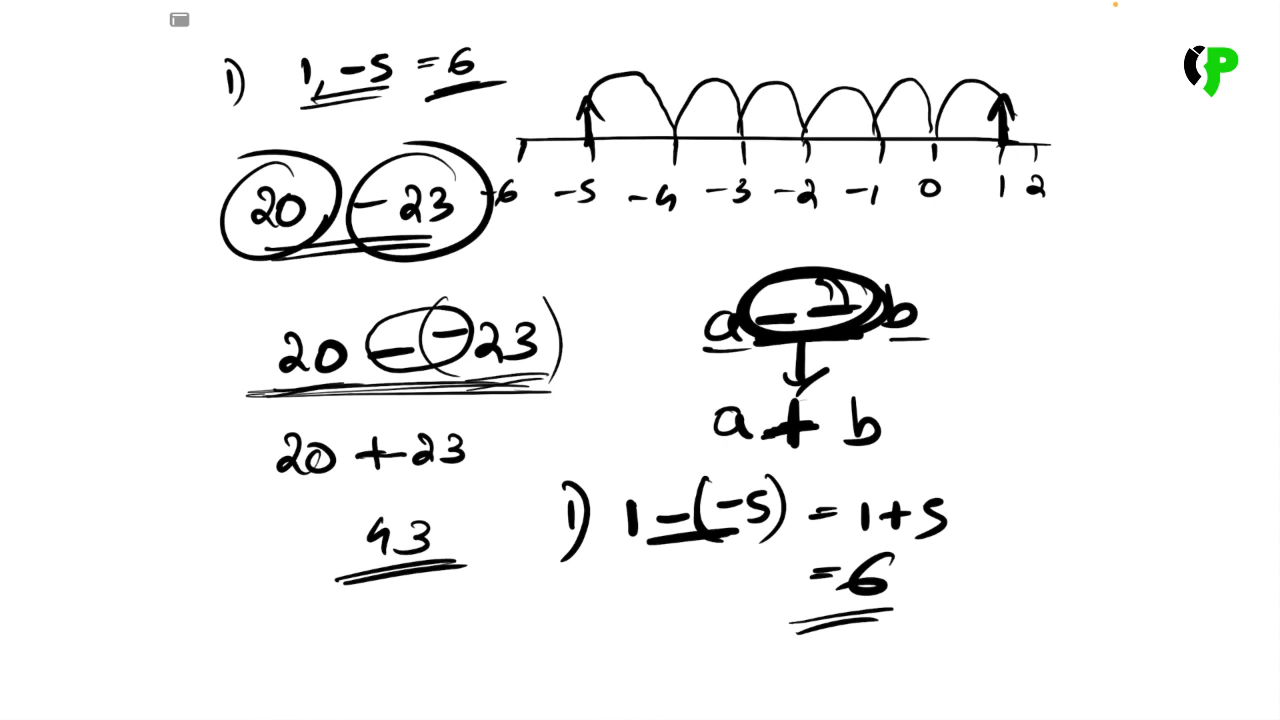 1) 1, -5 = 6
20 -23
-6 -5 -4 -3 -2 -1 0 1 2
20 - (-23)
20 + 23
43
a - - b
a + b
1) 1 - (-5) = 1 + 5
= 6
P